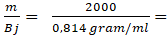 m/Bj = 2000/0,814 gram/ml =